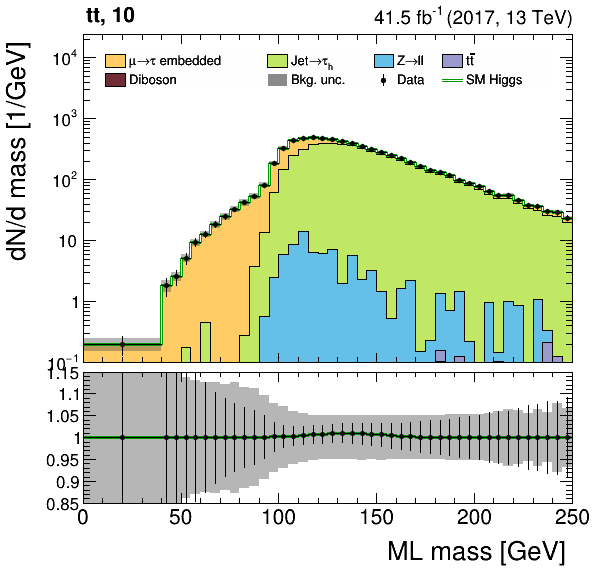 tt, 10
41.5 fb⁻¹ (2017, 13 TeV)
μ→τ embedded
Jet→τₕ
Z→ll
tt̅
Diboson
Bkg. unc.
Data
SM Higgs
dN/d mass [1/GeV]
10⁴
10³
10²
10
1
10⁻¹
1.15
1.1
1.05
1
0.95
0.9
0.85
0 50 100 150 200 250
ML mass [GeV]